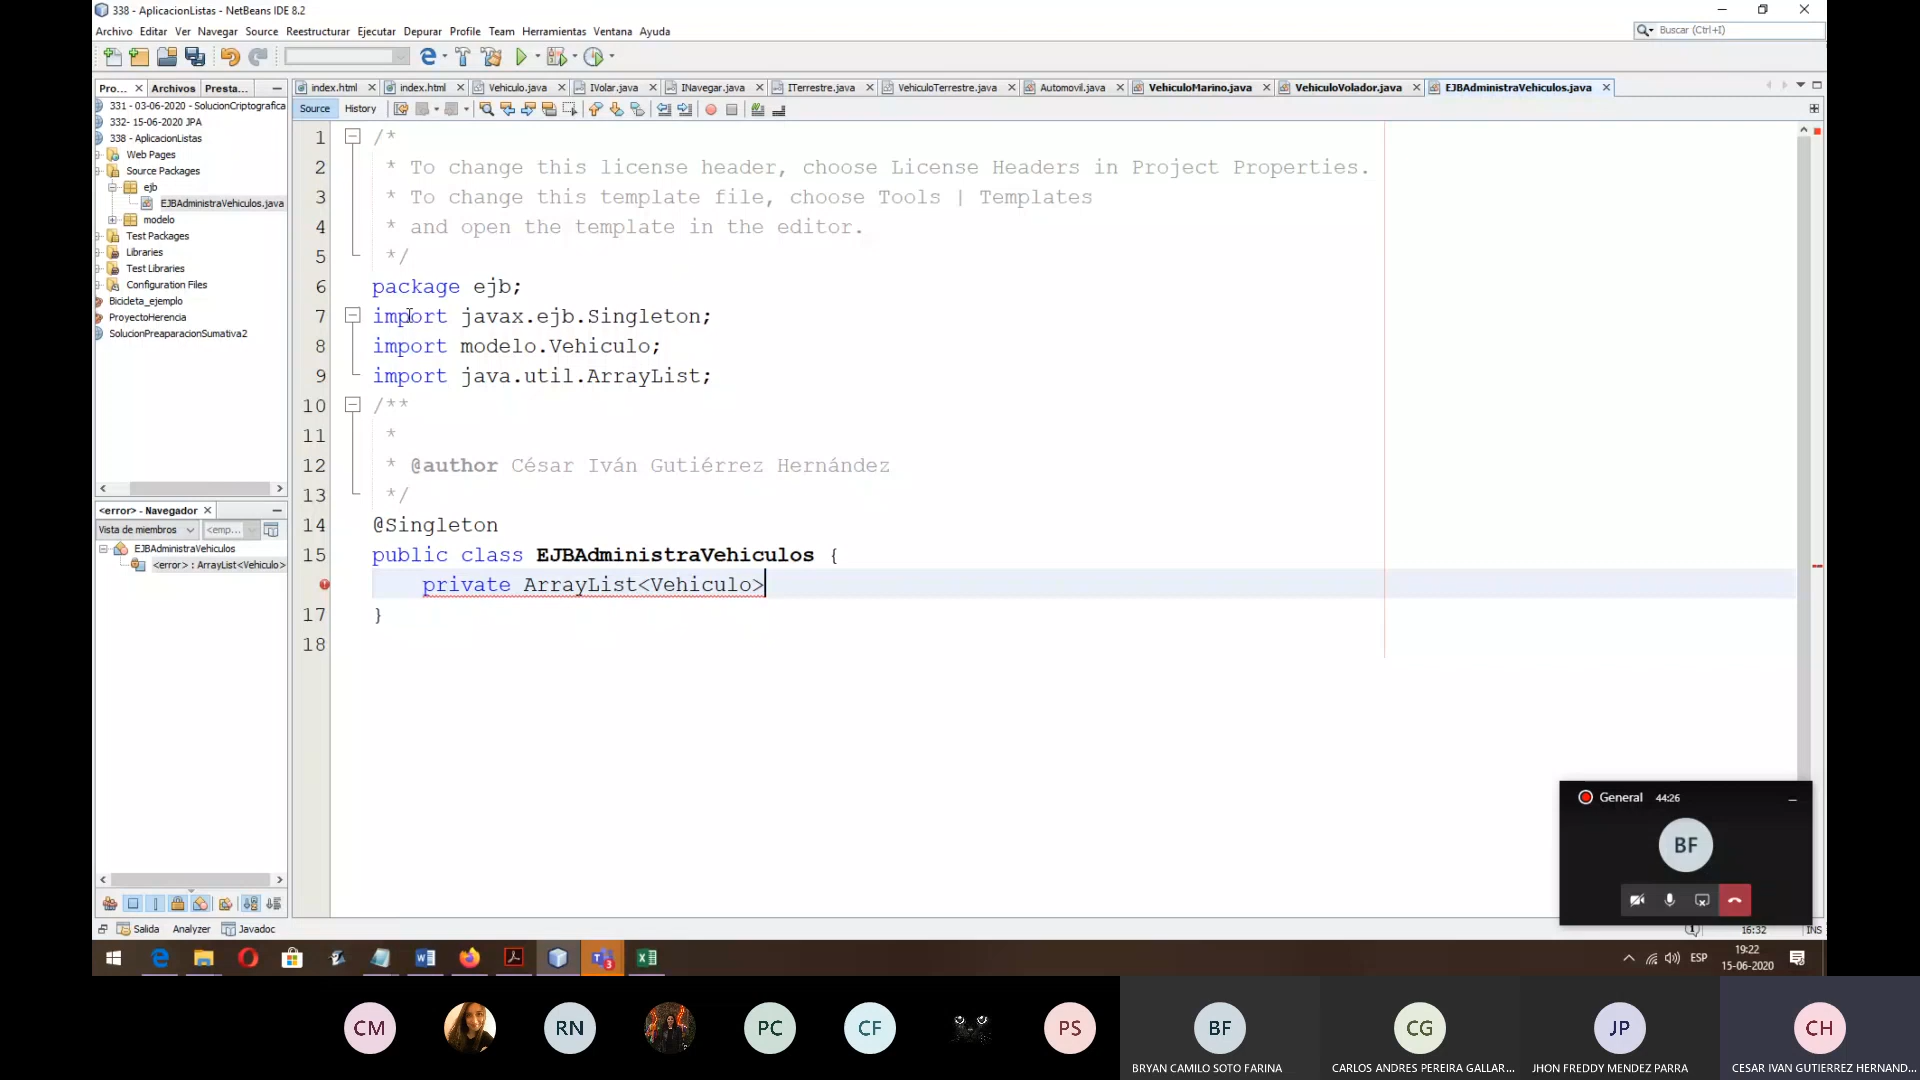 338 - AplicacionListas - NetBeans IDE 8.2
Archivo Editar Ver Navegar Source Reestructurar Ejecutar Depurar Profile Team Herramientas Ventana Ayuda
Buscar (Ctrl+I)
Pro... Archivos Presta...
index.html index.html Vehiculo.java IVolar.java INavegar.java ITerrestre.java VehiculoTerrestre.java Automovil.java VehiculoMarino.java VehiculoVolador.java EJBAdministraVehiculos.java
Source History
331 - 03-06-2020 - SolucionCriptografica
332- 15-06-2020 JPA
338 - AplicacionListas
Web Pages
Source Packages
ejb
EJBAdministraVehiculos.java
modelo
Test Packages
Libraries
Test Libraries
Configuration Files
Bicicleta_ejemplo
ProyectoHerencia
SolucionPreaparacionSumativa2
<error> - Navegador
Vista de miembros <emp...
EJBAdministraVehiculos
<error> : ArrayList<Vehiculo>
1 /*
2 * To change this license header, choose License Headers in Project Properties.
3 * To change this template file, choose Tools | Templates
4 * and open the template in the editor.
5 */
6 package ejb;
7 import javax.ejb.Singleton;
8 import modelo.Vehiculo;
9 import java.util.ArrayList;
10 /**
11 *
12 * @author César Iván Gutiérrez Hernández
13 */
14 @Singleton
15 public class EJBAdministraVehiculos {
private ArrayList<Vehiculo>
17 }
18
General 44:26
BF
Salida Analyzer Javadoc
1 16:32 INS
3
ESP
19:22
15-06-2020
CM RN PC CF PS BF CG JP CH
BRYAN CAMILO SOTO FARINA CARLOS ANDRES PEREIRA GALLAR... JHON FREDDY MENDEZ PARRA CESAR IVAN GUTIERREZ HERNAND...